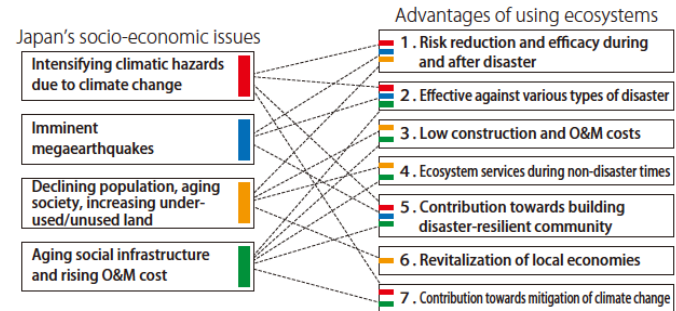 Japan's socio-economic issues
Intensifying climatic hazards
due to climate change
Imminent
megaearthquakes
Declining population, aging
society, increasing under-
used/unused land
Aging social infrastructure
and rising O&M cost
Advantages of using ecosystems
1. Risk reduction and efficacy during
and after disaster
2. Effective against various types of disaster
3. Low construction and O&M costs
4. Ecosystem services during non-disaster times
5. Contribution towards building
disaster-resilient community
6. Revitalization of local economies
7. Contribution towards mitigation of climate change